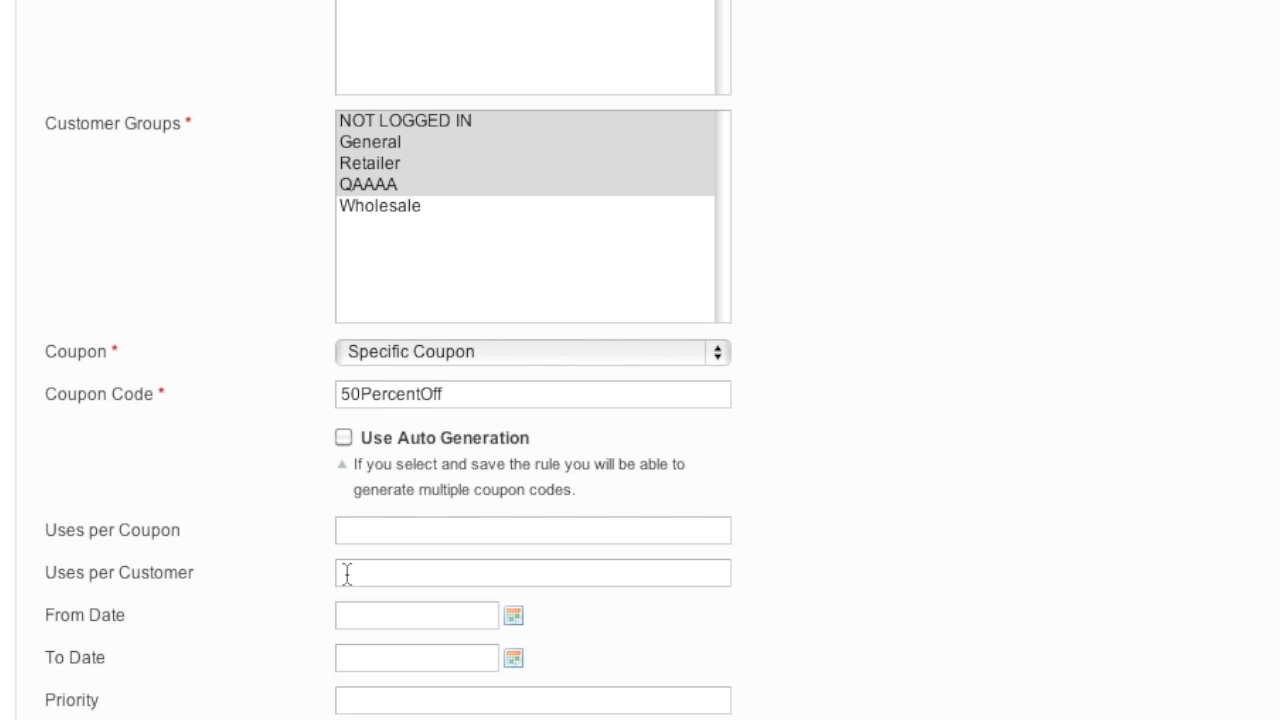 Customer Groups *
NOT LOGGED IN
General
Retailer
QAAAA
Wholesale
Coupon *
Specific Coupon
Coupon Code *
50PercentOff
Use Auto Generation
If you select and save the rule you will be able to
generate multiple coupon codes.
Uses per Coupon
Uses per Customer
From Date
To Date
Priority